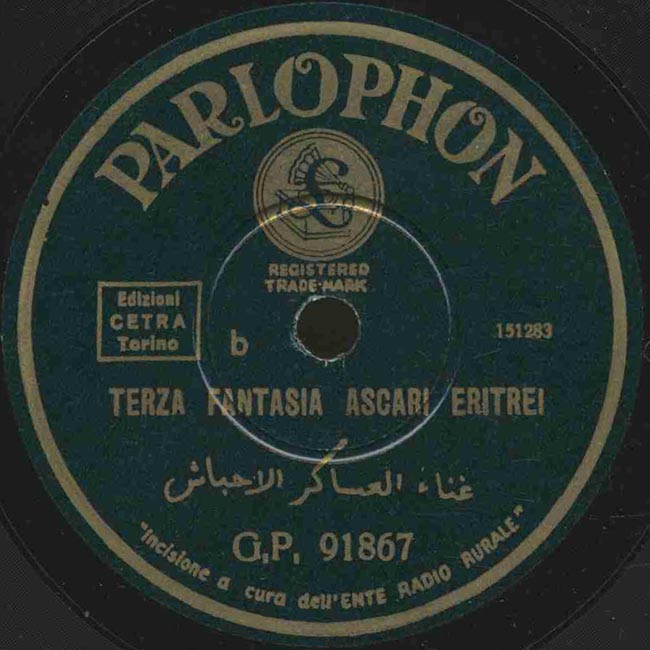 PARLOPHON
£
REGISTERED
TRADE-MARK
Edizioni
CETRA
Torino
b
151283
TERZA FANTASIA ASCARI ERITREI
غناء العساكر الاحباش
G.P. 91867
"Incisione a cura dell'ENTE RADIO RURALE"